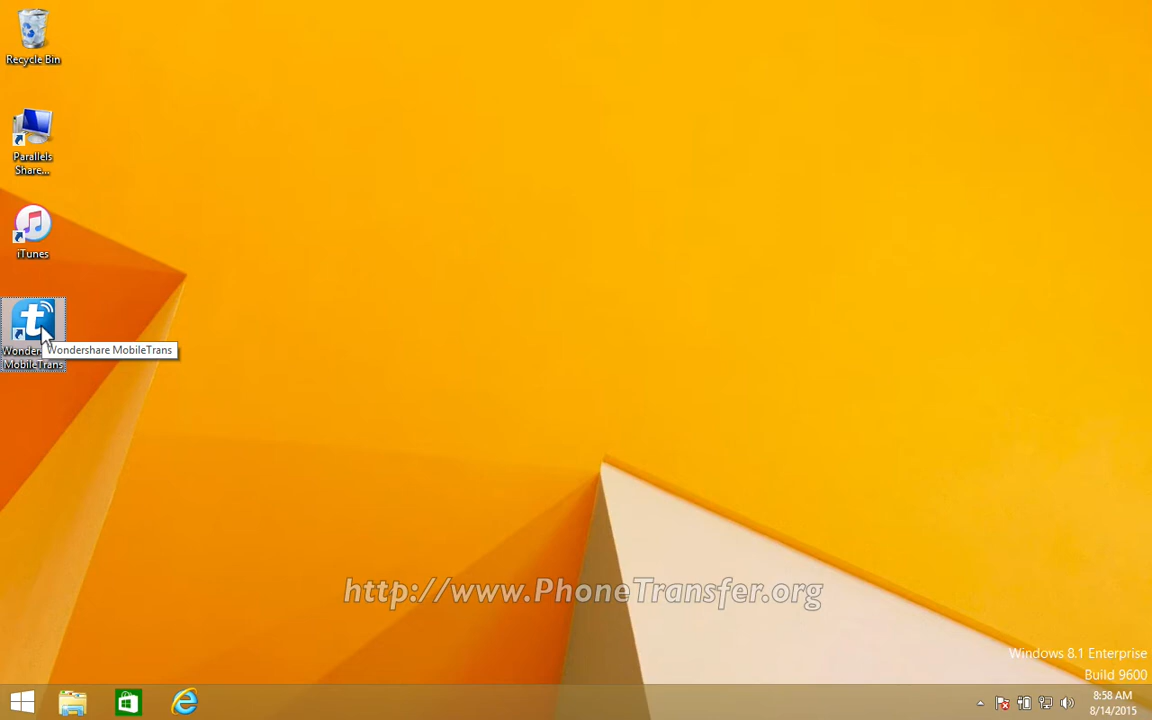 Recycle Bin
Parallels
Share...
iTunes
Wonder
Wondershare MobileTrans
MobileTrans
http://www.PhoneTransfer.org
Windows 8.1 Enterprise
Build 9600
8:58 AM
8/14/2015